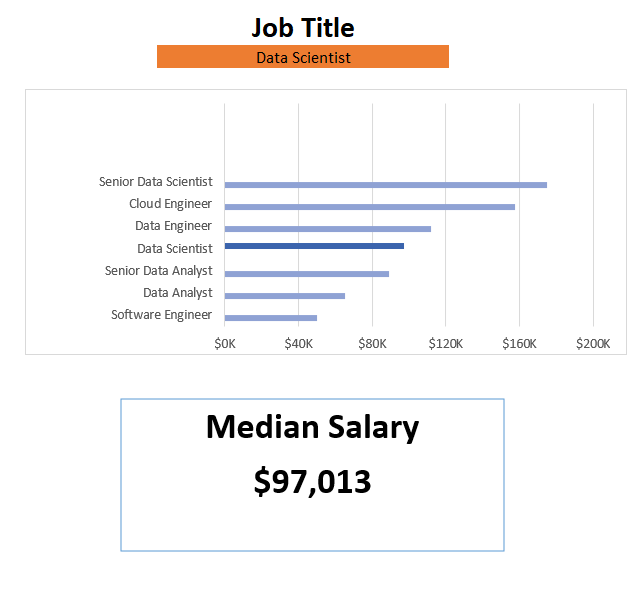 Job Title
Data Scientist
Senior Data Scientist
Cloud Engineer
Data Engineer
Data Scientist
Senior Data Analyst
Data Analyst
Software Engineer
$0K $40K $80K $120K $160K $200K
Median Salary
$97,013